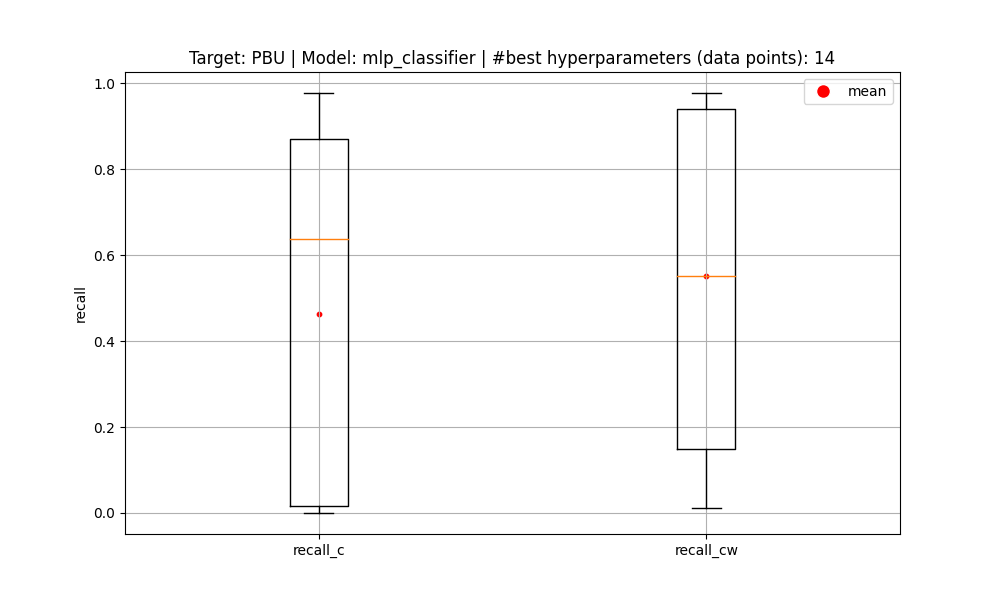 Target: PBU | Model: mlp_classifier | #best hyperparameters (data points): 14
mean
1.0
0.8
0.6
0.4
0.2
0.0
recall
recall_c
recall_cw